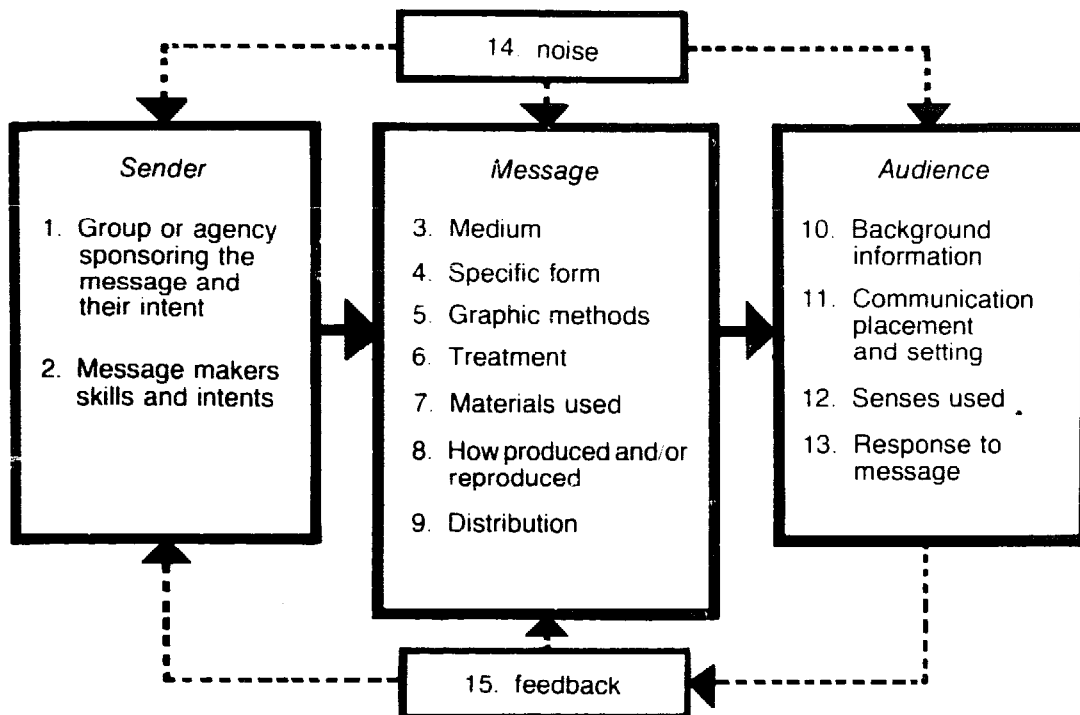 14. noise
Sender
1. Group or agency
sponsoring the
message and
their intent
2. Message makers
skills and intents
Message
3. Medium
4. Specific form
5. Graphic methods
6. Treatment
7. Materials used
8. How produced and/or
reproduced
9. Distribution
Audience
10. Background
information
11. Communication
placement
and setting
12. Senses used
13. Response to
message
15. feedback